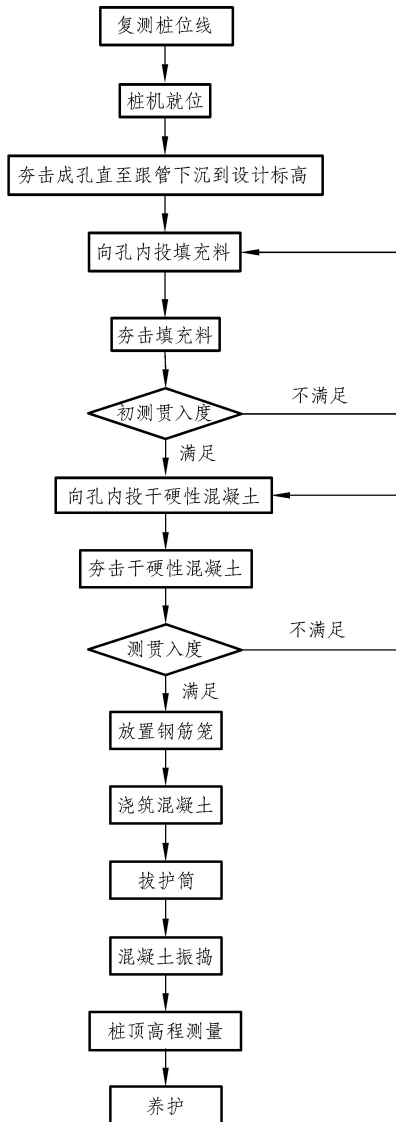 复测桩位线
桩机就位
夯击成孔直至跟管下沉到设计标高
向孔内投填充料
夯击填充料
初测贯入度
不满足
满足
向孔内投干硬性混凝土
夯击干硬性混凝土
测贯入度
不满足
满足
放置钢筋笼
浇筑混凝土
拔护筒
混凝土振捣
桩顶高程测量
养护